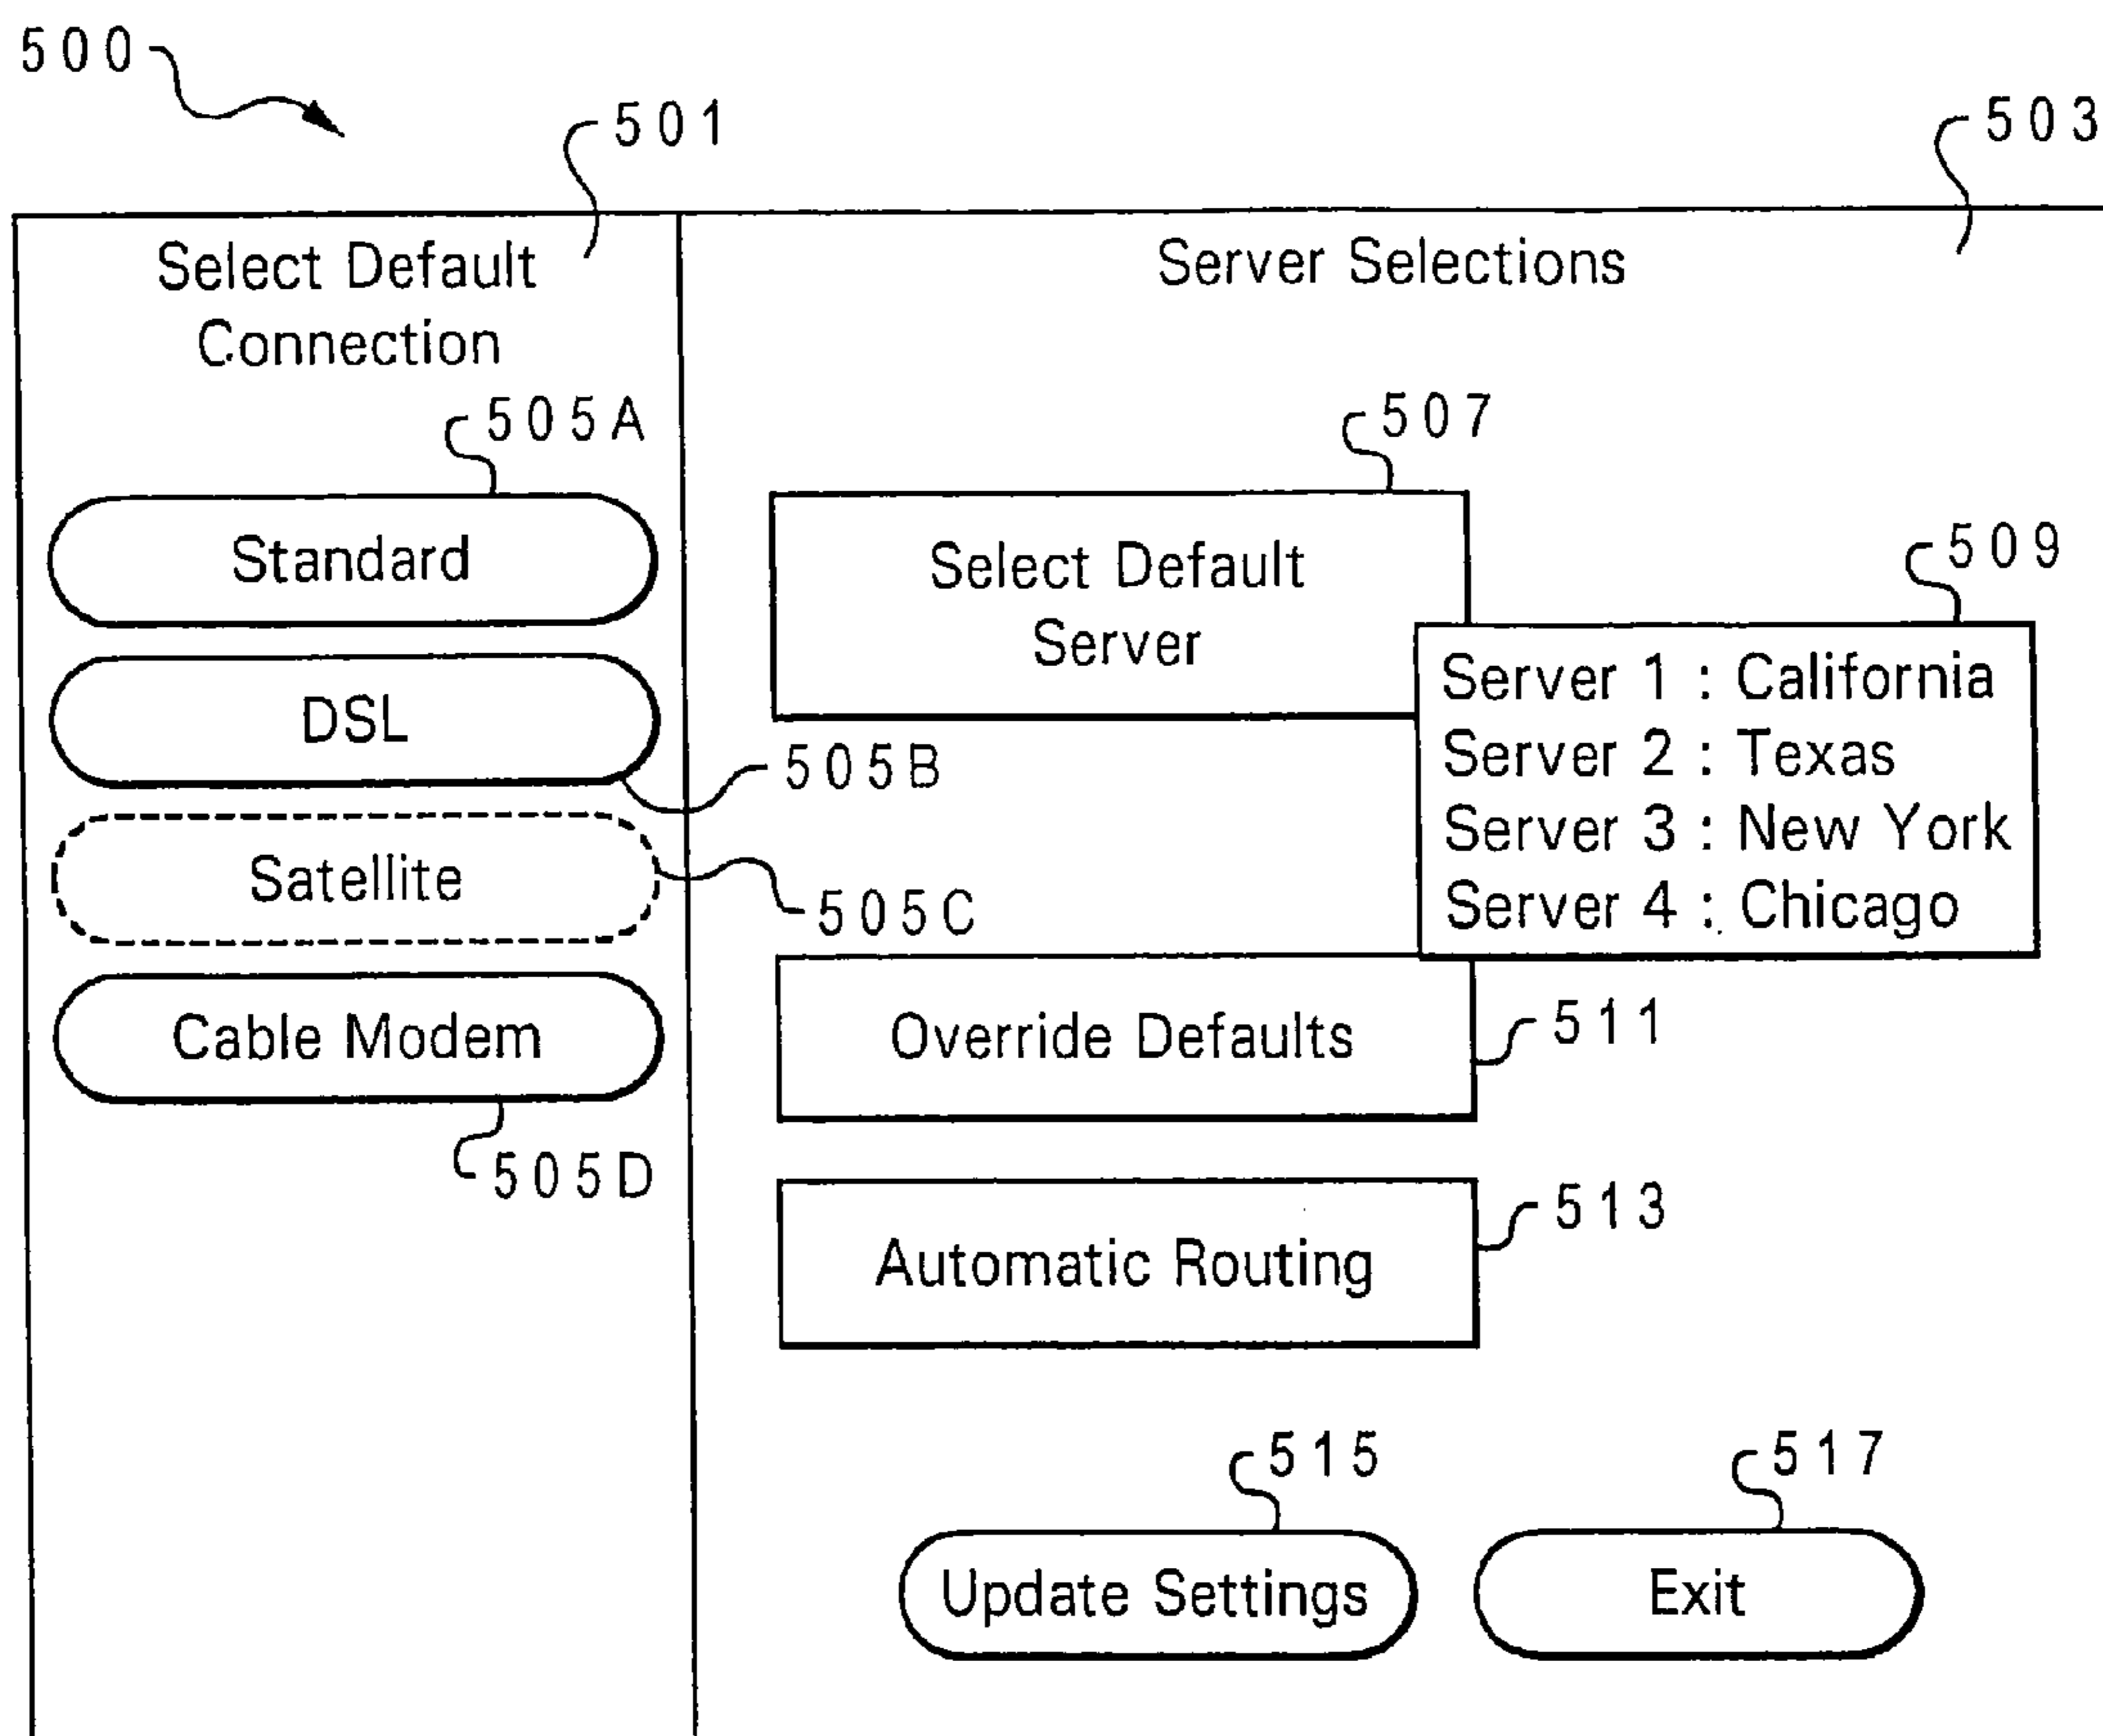 500
501
503
Select Default
Connection
Server Selections
505A
507
Standard
Select Default
Server
509
DSL
505B
Server 1 : California
Server 2 : Texas
Server 3 : New York
Server 4 : Chicago
Satellite
505C
Cable Modem
505D
Override Defaults
511
Automatic Routing
513
515
517
Update Settings
Exit